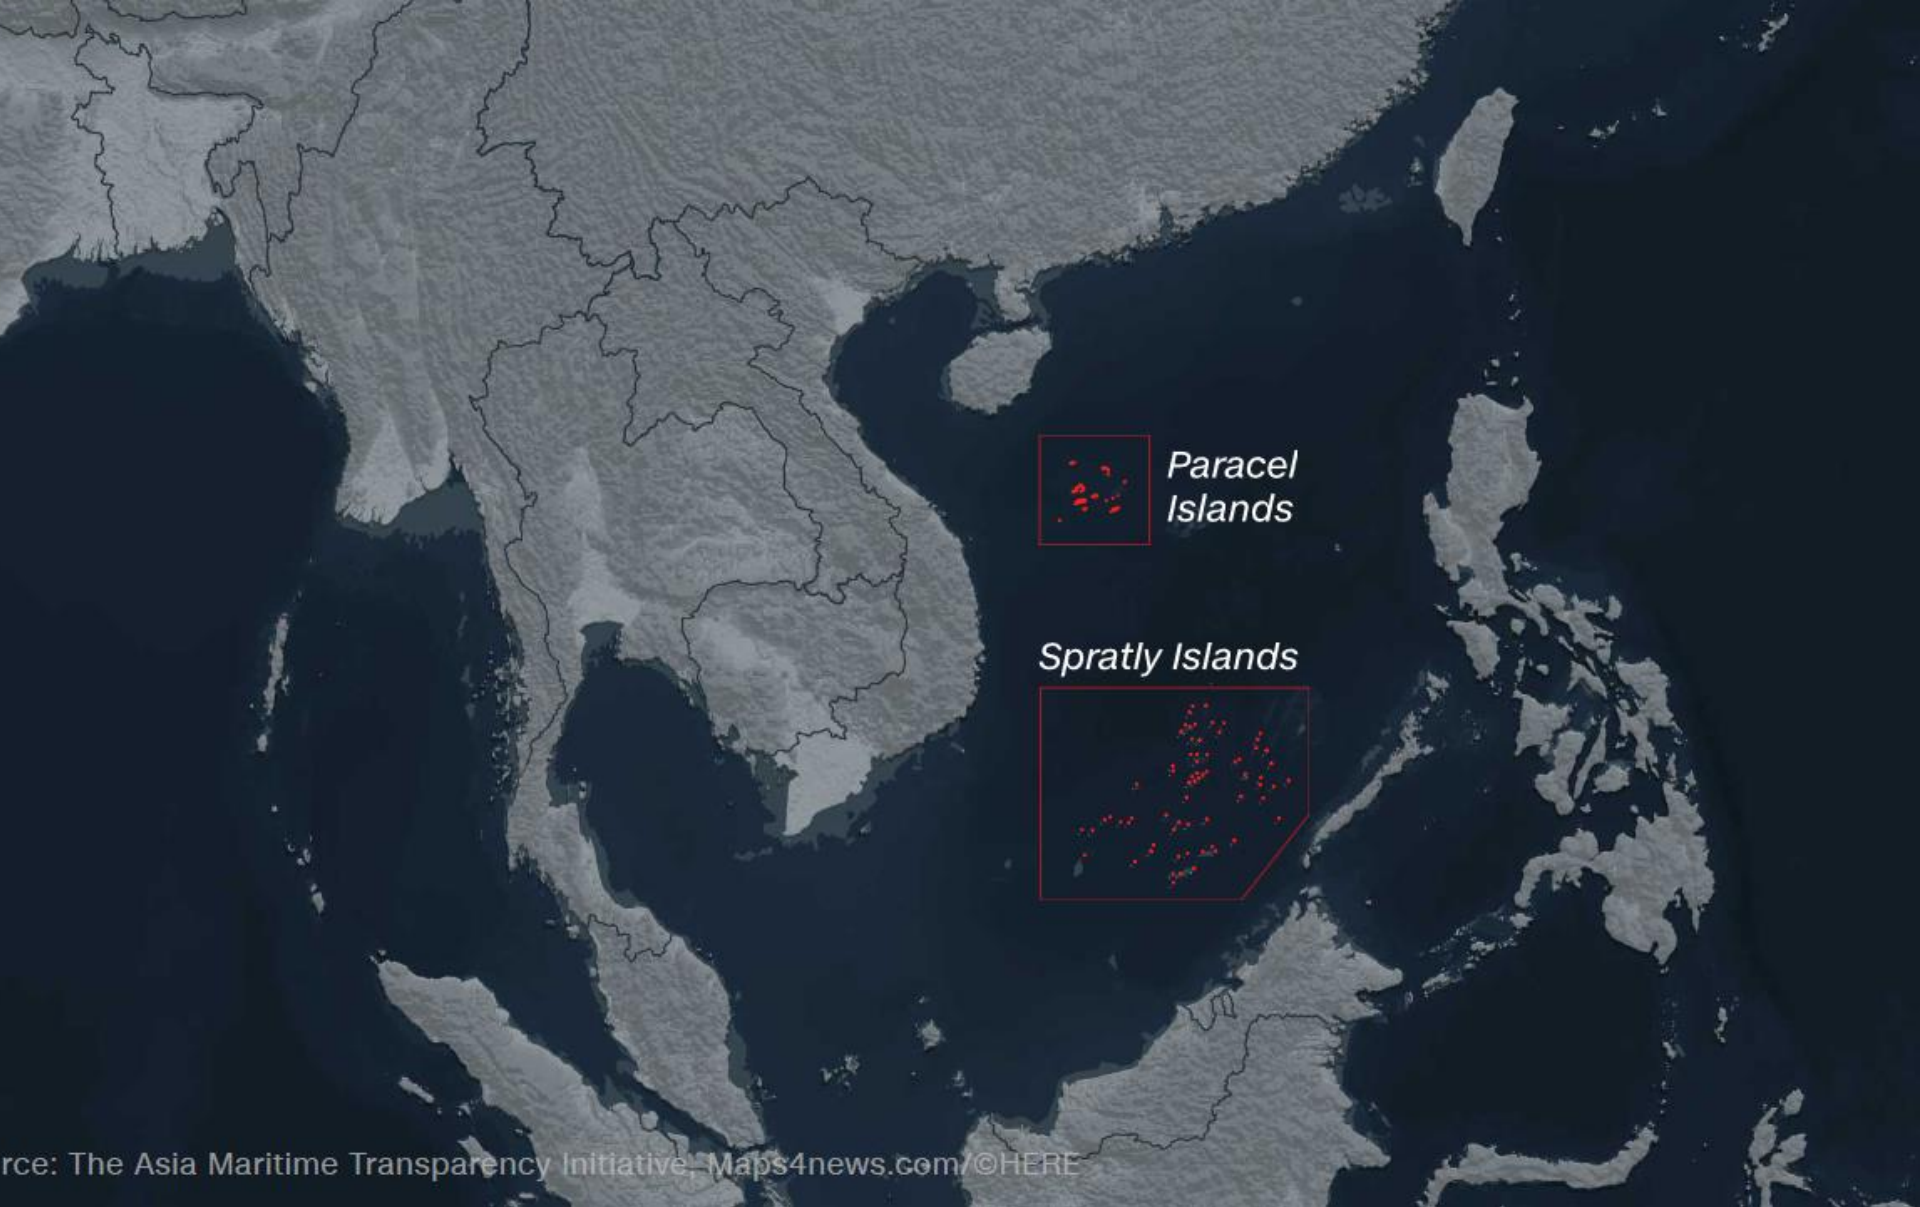 Paracel
Islands
Spratly Islands
rce: The Asia Maritime Transparency Initiative, Maps4news.com/©HERE